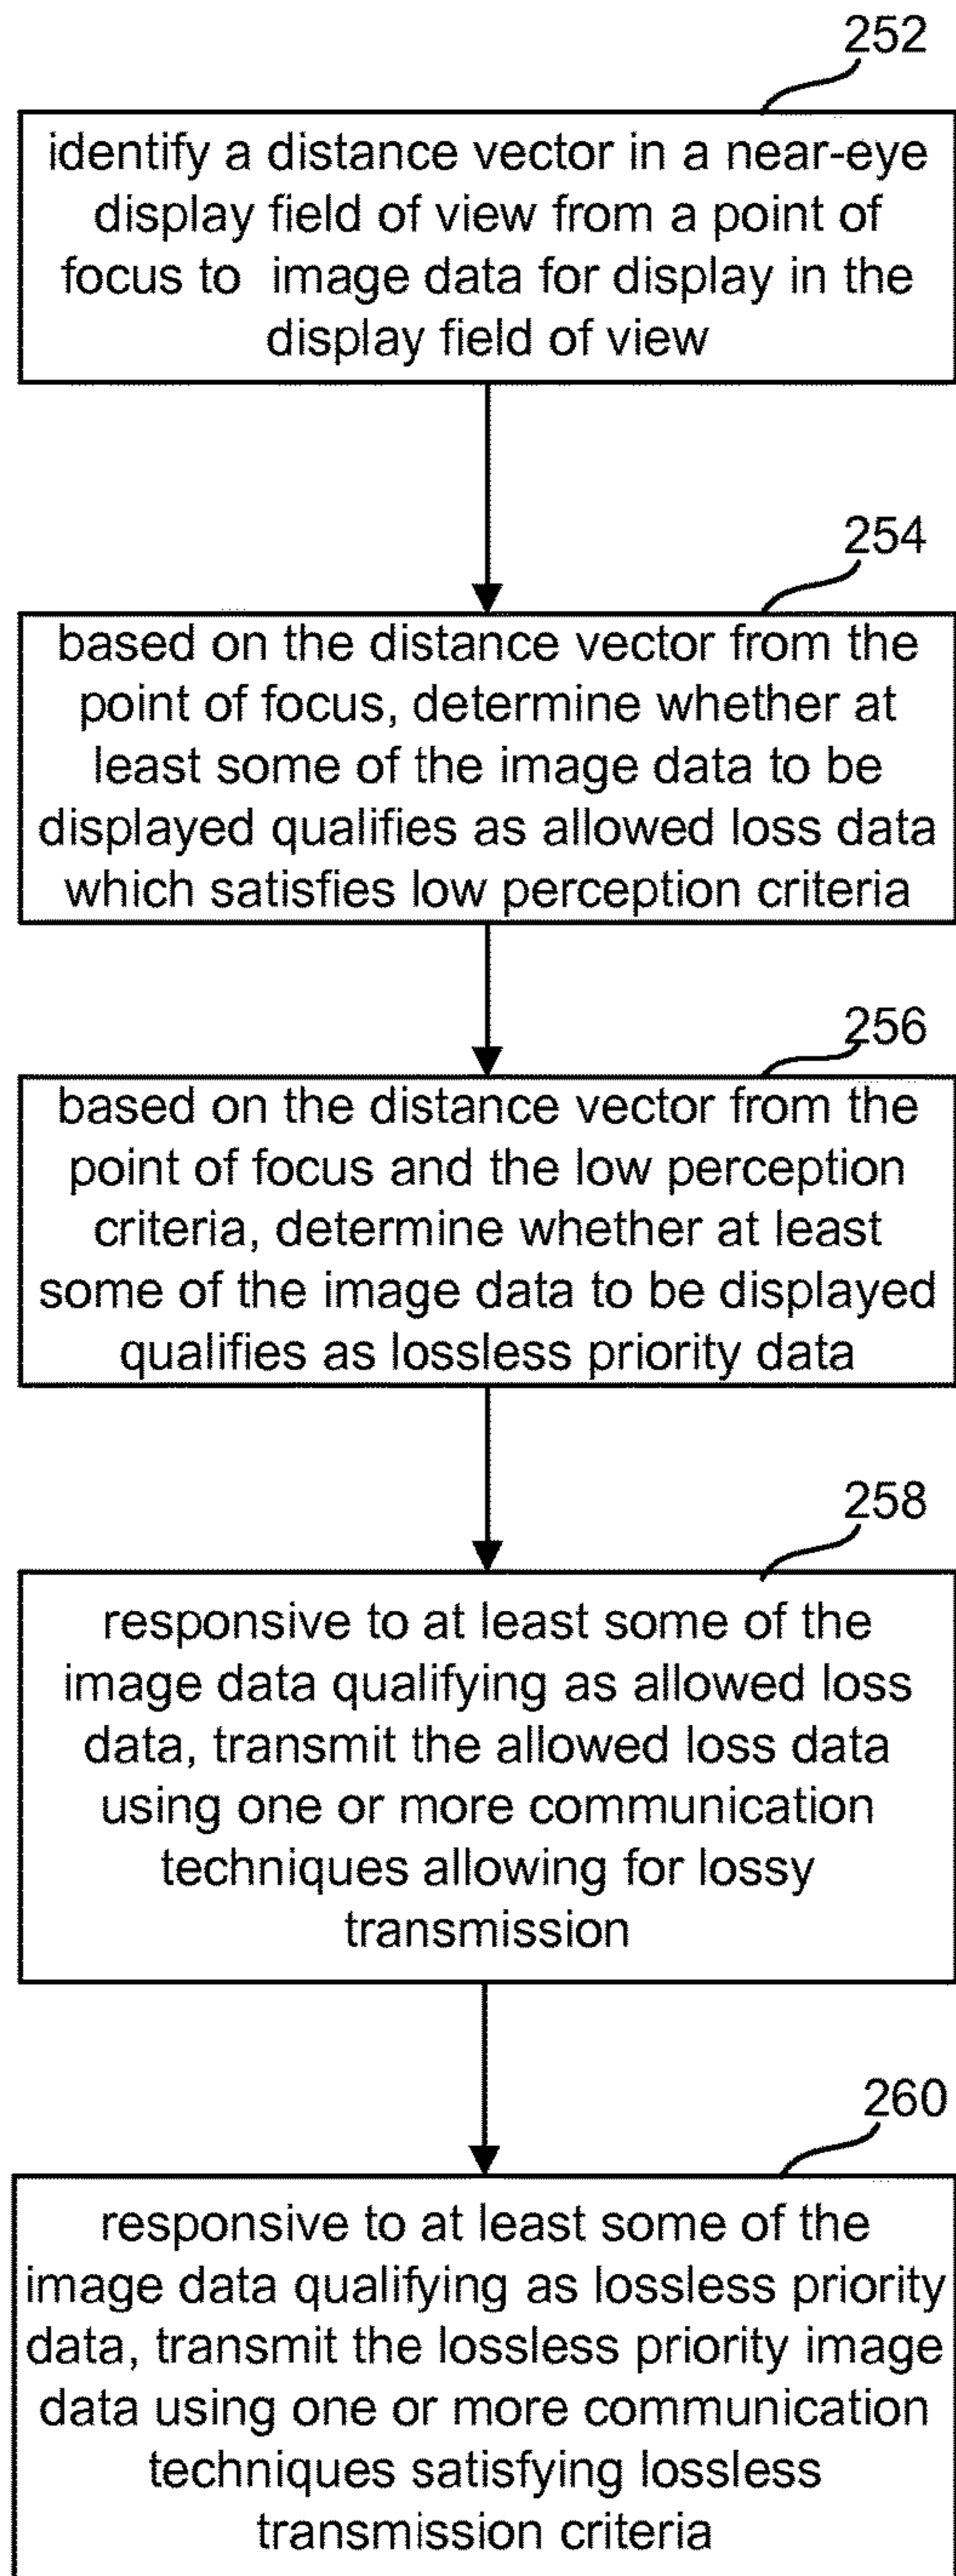 252
identify a distance vector in a near-eye
display field of view from a point of
focus to image data for display in the
display field of view
254
based on the distance vector from the
point of focus, determine whether at
least some of the image data to be
displayed qualifies as allowed loss data
which satisfies low perception criteria
256
based on the distance vector from the
point of focus and the low perception
criteria, determine whether at least
some of the image data to be displayed
qualifies as lossless priority data
258
responsive to at least some of the
image data qualifying as allowed loss
data, transmit the allowed loss data
using one or more communication
techniques allowing for lossy
transmission
260
responsive to at least some of the
image data qualifying as lossless priority
data, transmit the lossless priority image
data using one or more communication
techniques satisfying lossless
transmission criteria